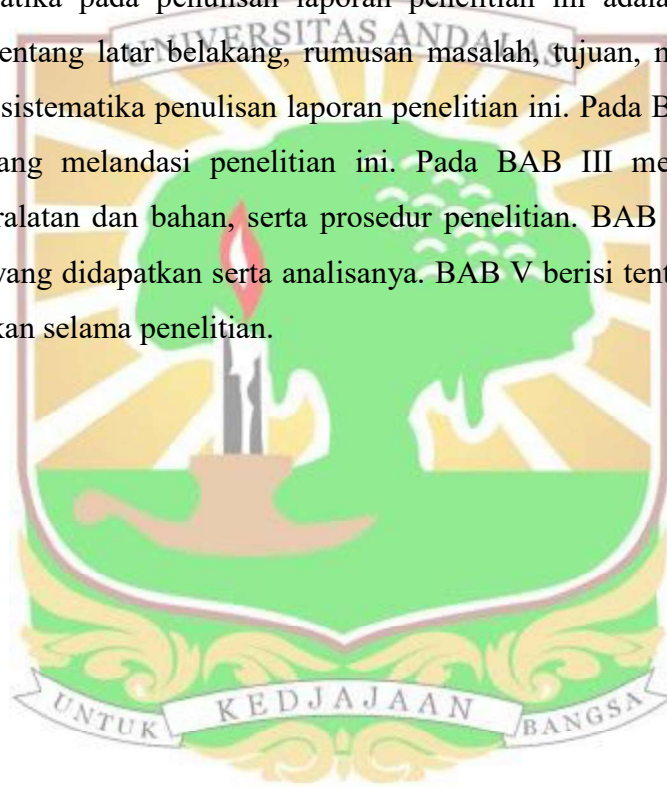 matika pada penulisan laporan penelitian ini adala
UNIVERSITAS ANDALAS
entang latar belakang, rumusan masalah, tujuan, m
sistematika penulisan laporan penelitian ini. Pada B
ang melandasi penelitian ini. Pada BAB III me
ralatan dan bahan, serta prosedur penelitian. BAB
yang didapatkan serta analisanya. BAB V berisi tent
kan selama penelitian.
UNTUK KEDJAJAAN BANGSA